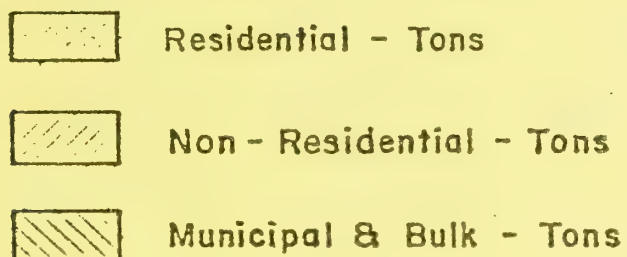 Residential - Tons
Non - Residential - Tons
Municipal & Bulk - Tons